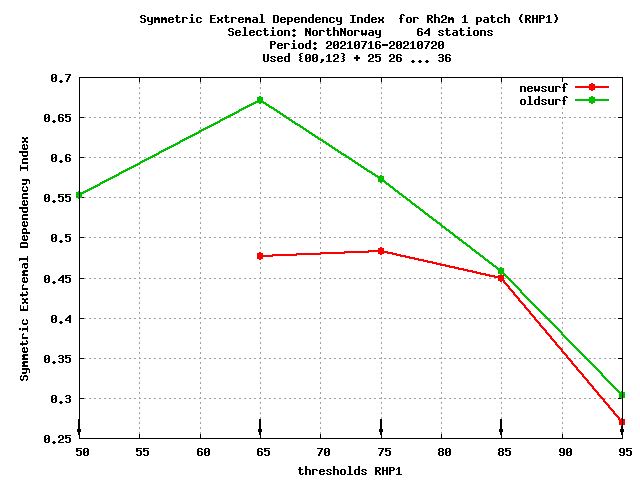 Symmetric Extremal Dependency Index  for Rh2m 1 patch (RHP1)
Selection: NorthNorway     64 stations
Period: 20210716-20210720
Used {00,12} + 25 26 ... 36
newsurf
oldsurf
0.7
0.65
0.6
0.55
0.5
0.45
0.4
0.35
0.3
0.25
Symmetric Extremal Dependency Index
50 55 60 65 70 75 80 85 90 95
thresholds RHP1